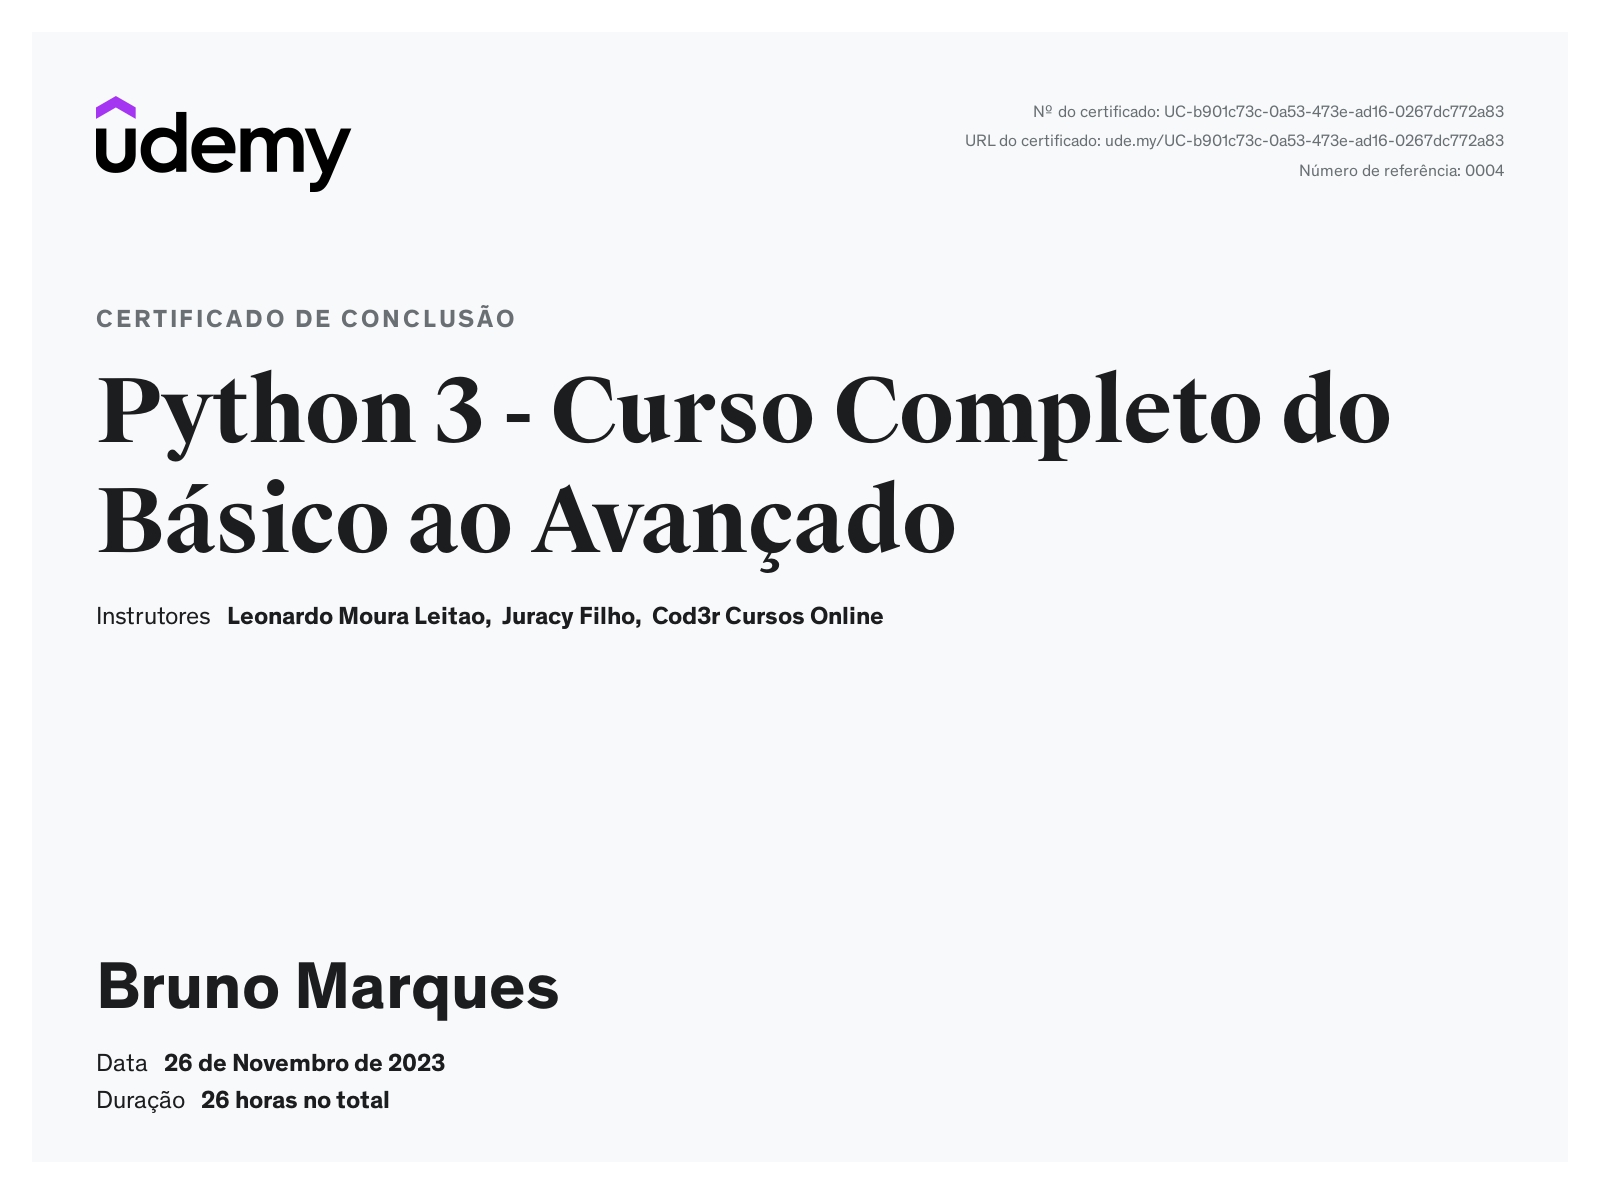 udemy
Nº do certificado: UC-b901c73c-0a53-473e-ad16-0267dc772a83
URL do certificado: ude.my/UC-b901c73c-0a53-473e-ad16-0267dc772a83
Número de referência: 0004
CERTIFICADO DE CONCLUSÃO
Python 3 - Curso Completo do
Básico ao Avançado
Instrutores Leonardo Moura Leitao, Juracy Filho, Cod3r Cursos Online
Bruno Marques
Data 26 de Novembro de 2023
Duração 26 horas no total